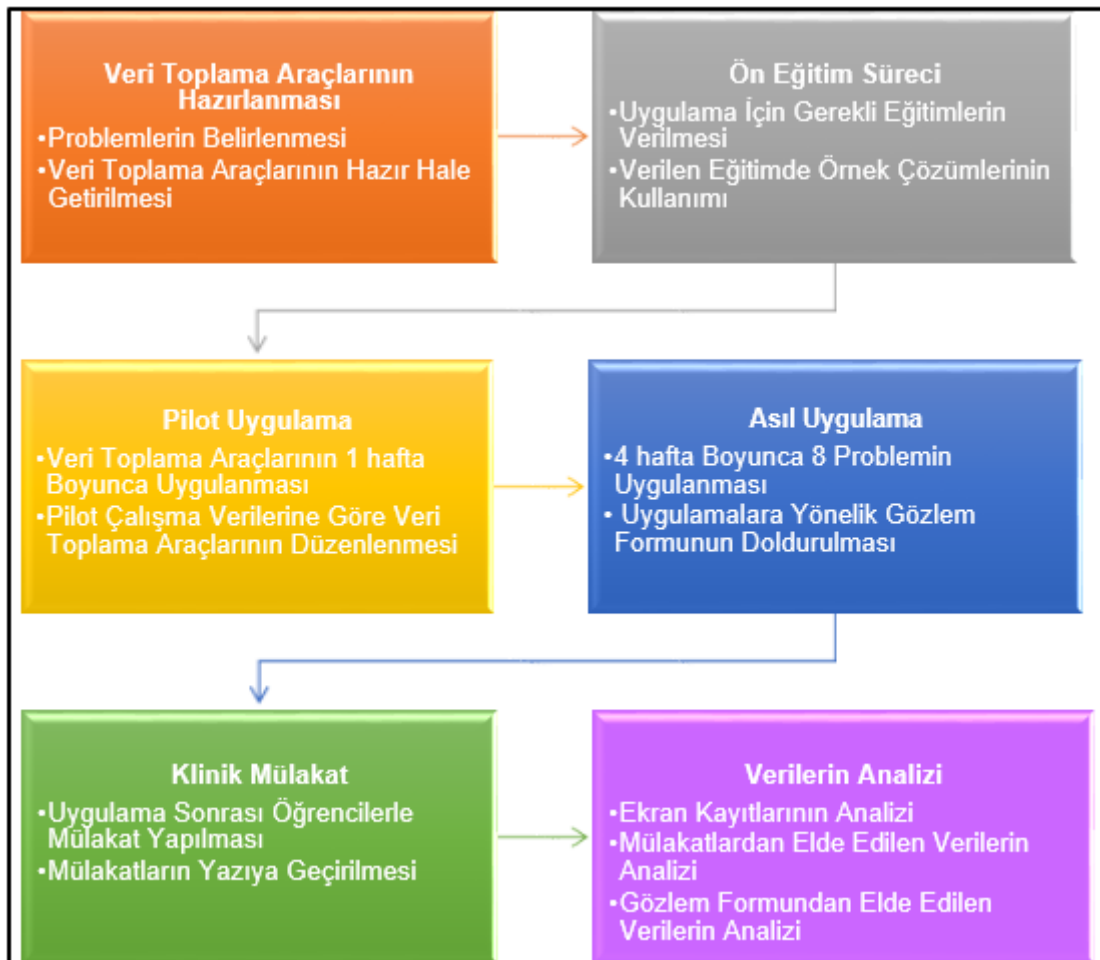 Veri Toplama Araçlarının
Hazırlanması
•Problemlerin Belirlenmesi
•Veri Toplama Araçlarının Hazır Hale
Getirilmesi
Ön Eğitim Süreci
•Uygulama İçin Gerekli Eğitimlerin
Verilmesi
•Verilen Eğitimde Örnek Çözümlerinin
Kullanımı
Pilot Uygulama
•Veri Toplama Araçlarının 1 hafta
Boyunca Uygulanması
•Pilot Çalışma Verilerine Göre Veri
Toplama Araçlarının Düzenlenmesi
Asıl Uygulama
•4 hafta Boyunca 8 Problemin
Uygulanması
• Uygulamalara Yönelik Gözlem
Formunun Doldurulması
Klinik Mülakat
•Uygulama Sonrası Öğrencilerle
Mülakat Yapılması
•Mülakatların Yazıya Geçirilmesi
Verilerin Analizi
•Ekran Kayıtlarının Analizi
•Mülakatlardan Elde Edilen Verilerin
Analizi
•Gözlem Formundan Elde Edilen
Verilerin Analizi